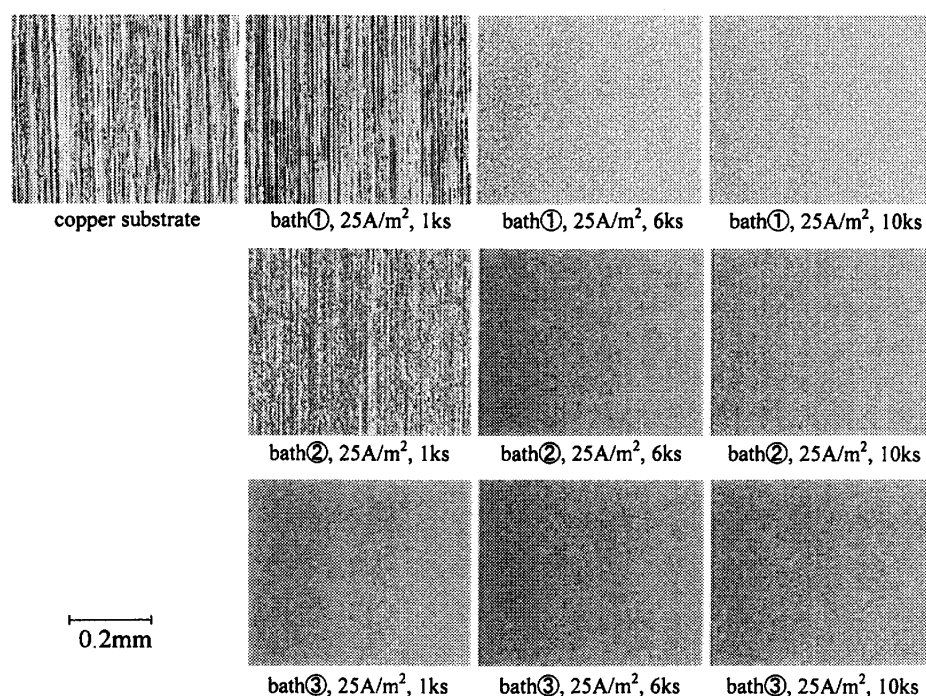 copper substrate
bath①, 25A/m², 1ks
bath①, 25A/m², 6ks
bath①, 25A/m², 10ks
bath②, 25A/m², 1ks
bath②, 25A/m², 6ks
bath②, 25A/m², 10ks
0.2mm
bath③, 25A/m², 1ks
bath③, 25A/m², 6ks
bath③, 25A/m², 10ks